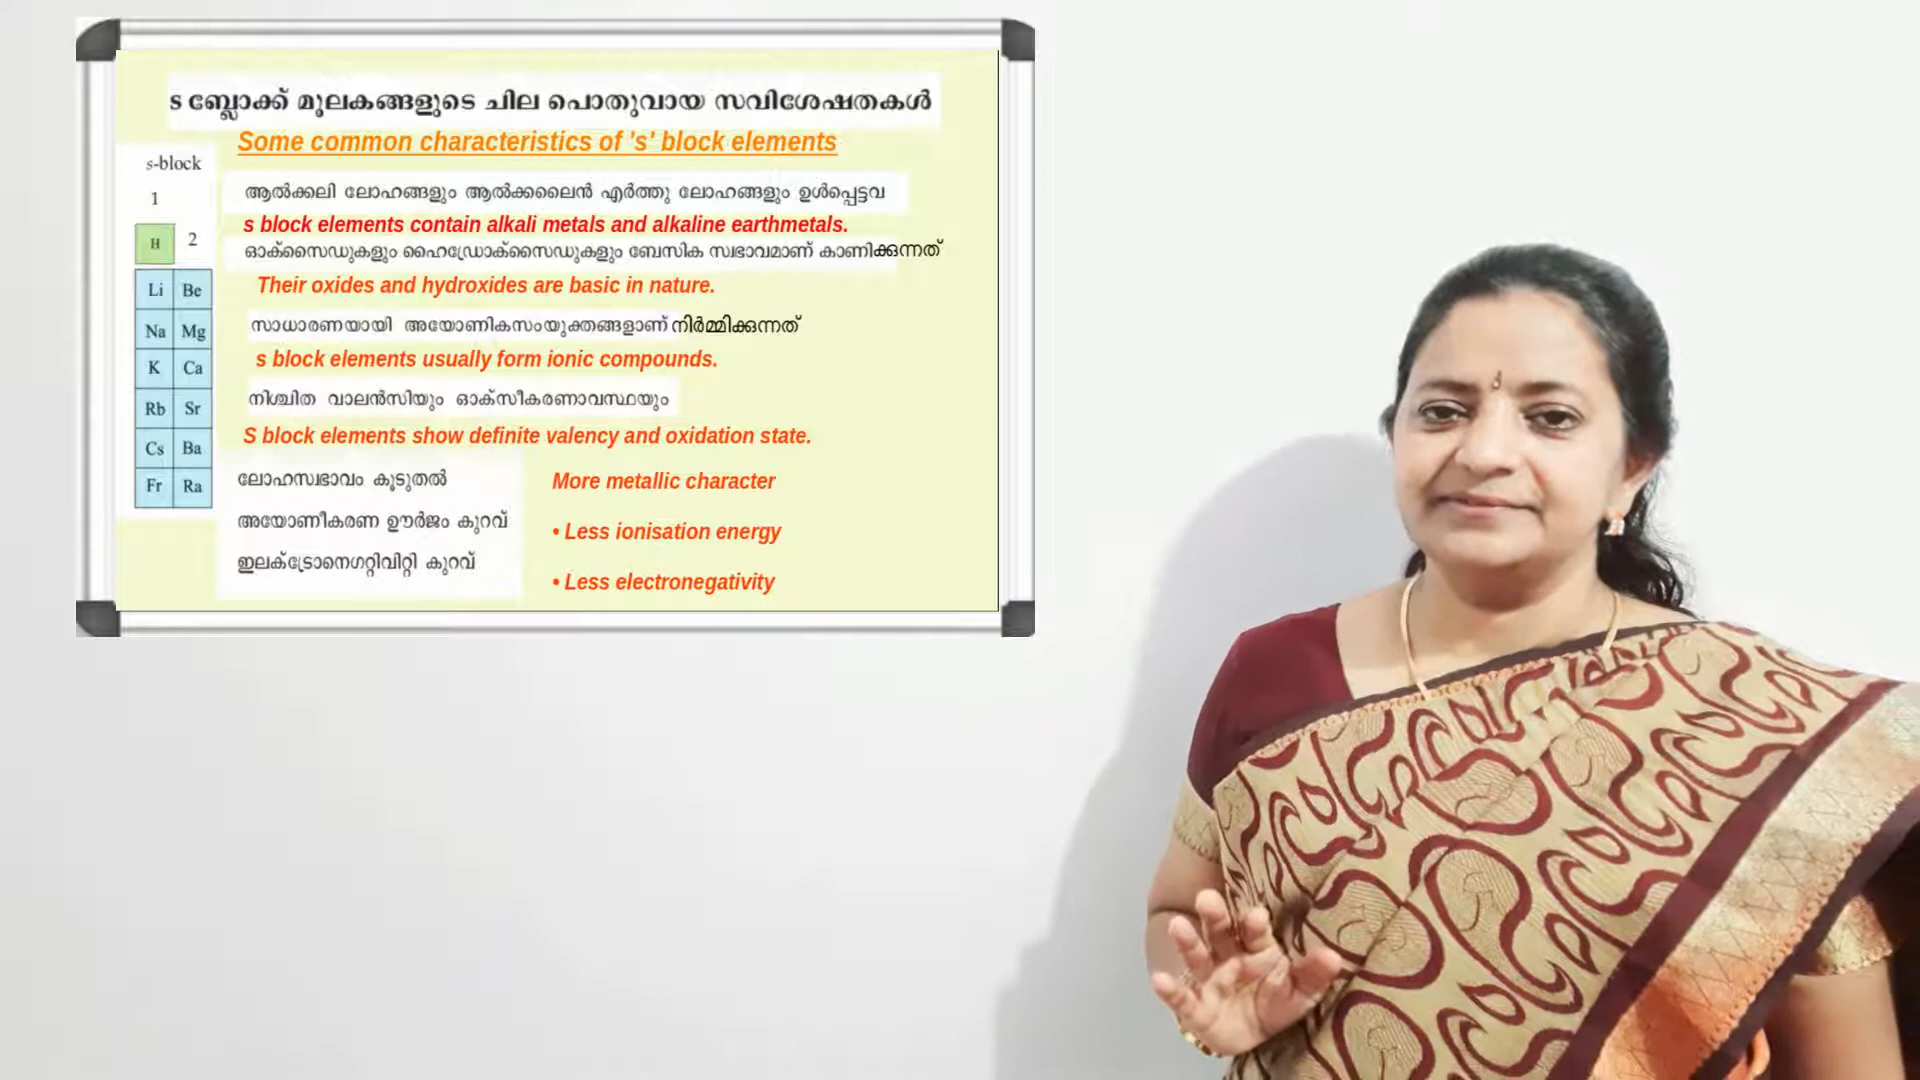 s ബ്ലോക്ക് മൂലകങ്ങളുടെ ചില പൊതുവായ സവിശേഷതകൾ
Some common characteristics of 's' block elements
s-block
1
H 2
Li Be
Na Mg
K Ca
Rb Sr
Cs Ba
Fr Ra
ആൽക്കലി ലോഹങ്ങളും ആൽക്കലൈൻ എർത്തു ലോഹങ്ങളും ഉൾപ്പെട്ടവ
s block elements contain alkali metals and alkaline earthmetals.
ഓക്സൈഡുകളും ഹൈഡ്രോക്സൈഡുകളും ബേസിക സ്വഭാവമാണ് കാണിക്കുന്നത്
Their oxides and hydroxides are basic in nature.
സാധാരണയായി അയോണികസംയുക്തങ്ങളാണ് നിർമ്മിക്കുന്നത്
s block elements usually form ionic compounds.
നിശ്ചിത വാലൻസിയും ഓക്സീകരണാവസ്ഥയും
S block elements show definite valency and oxidation state.
ലോഹസ്വഭാവം കൂടുതൽ
More metallic character
അയോണീകരണ ഊർജം കുറവ്
• Less ionisation energy
ഇലക്ട്രോനെഗറ്റിവിറ്റി കുറവ്
• Less electronegativity